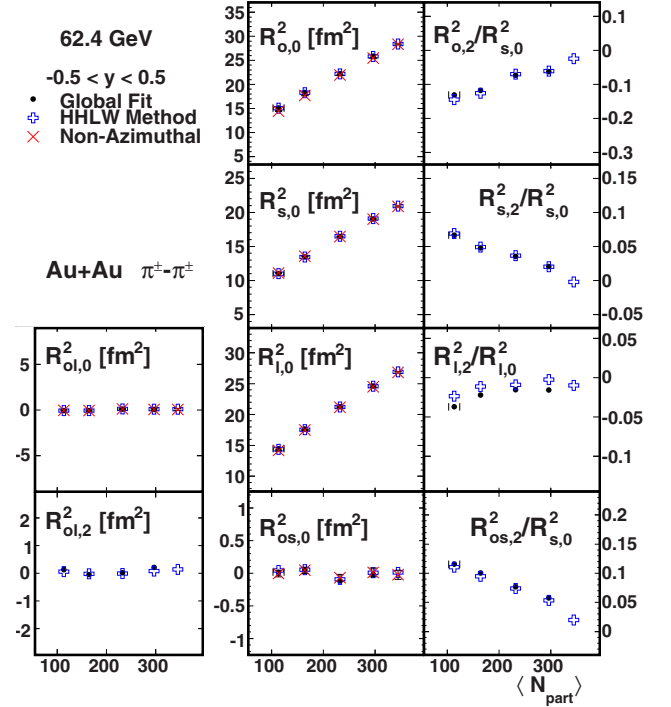 62.4 GeV
-0.5 < y < 0.5
Global Fit
HHLW Method
Non-Azimuthal
Au+Au π±-π±
R²o,0 [fm²]
35
30
25
20
15
10
5
R²o,2/R²s,0
0.1
0
-0.1
-0.2
-0.3
R²s,0 [fm²]
25
20
15
10
5
R²s,2/R²s,0
0.15
0.1
0.05
0
-0.05
R²ol,0 [fm²]
5
0
-5
R²l,0 [fm²]
30
25
20
15
10
R²l,2/R²l,0
0.05
0
-0.05
-0.1
R²ol,2 [fm²]
2
1
0
-1
-2
R²os,0 [fm²]
1
0.5
0
-0.5
-1
R²os,2/R²s,0
0.2
0.1
0.1
0
100 200 300
100 200 300
100 200 300
⟨ Npart ⟩